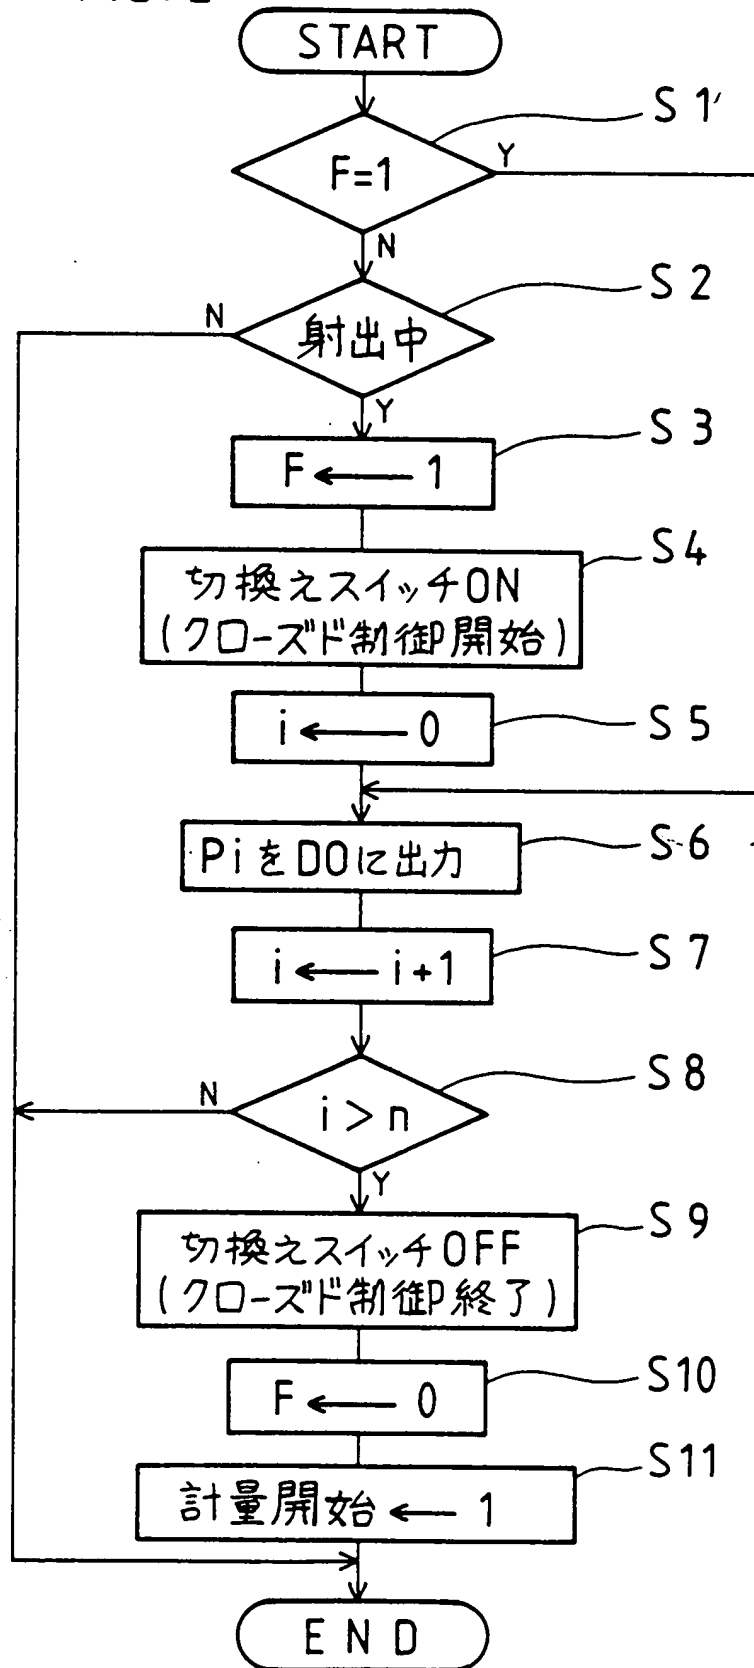 START
S1'
F=1
Y
N
S2
射出中
N
Y
S3
F ← 1
S4
切換えスイッチON
(クローズド制御開始)
S5
i ← 0
S6
PiをDOに出力
S7
i ← i+1
S8
i > n
N
Y
S9
切換えスイッチOFF
(クローズド制御終了)
S10
F ← 0
S11
計量開始 ← 1
END